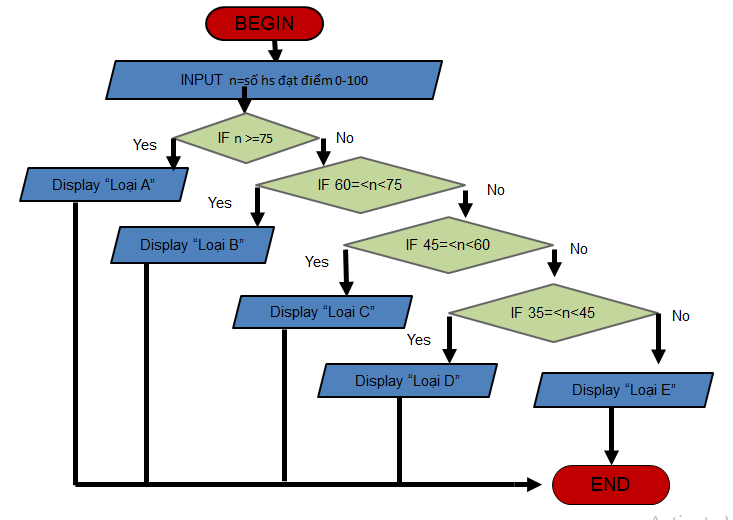 BEGIN
INPUT n=số hs đạt điểm 0-100
IF n >=75
Yes
No
Display “Loại A”
IF 60=<n<75
Yes
No
Display “Loại B”
IF 45=<n<60
Yes
No
Display “Loại C”
IF 35=<n<45
Yes
No
Display “Loại D”
Display “Loại E”
END